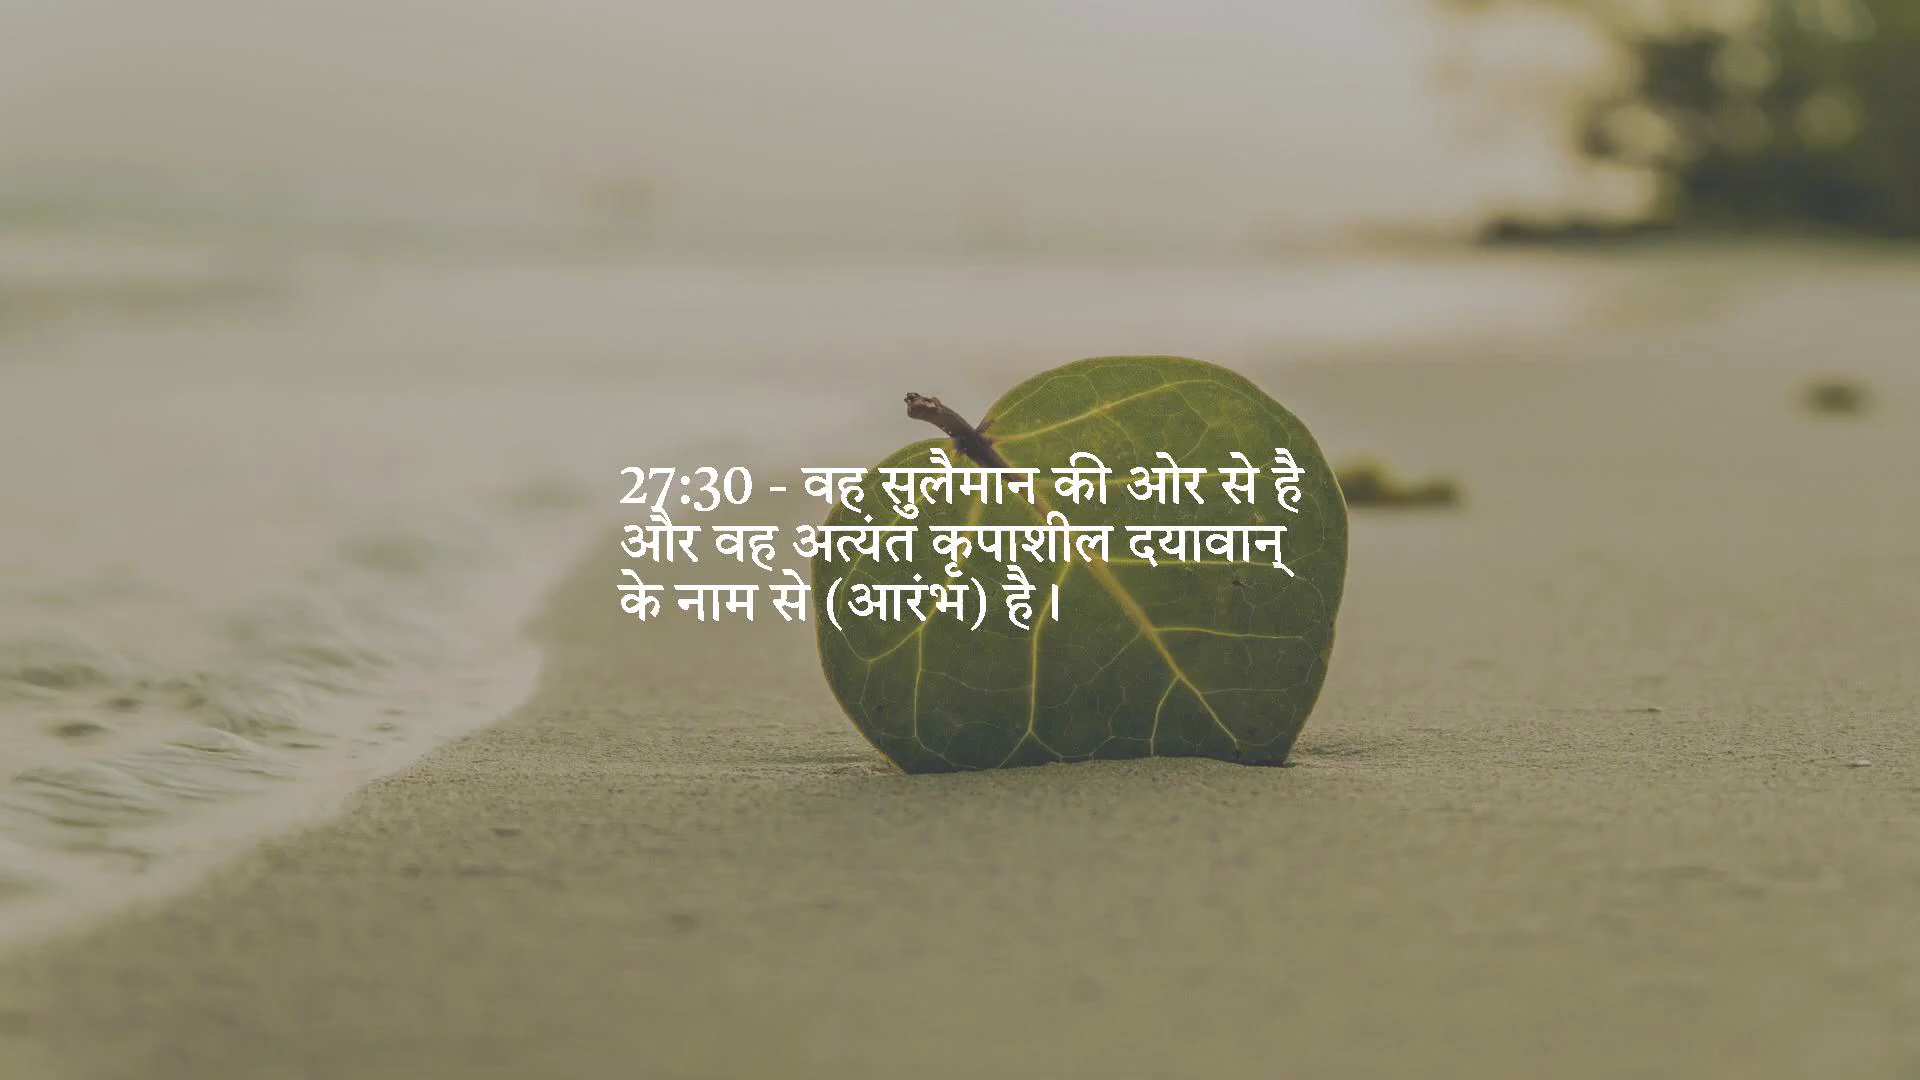 27:30 - वह सुलैमान की ओर से है
और वह अत्यंत कृपाशील दयावान्
के नाम से (आरंभ) है।